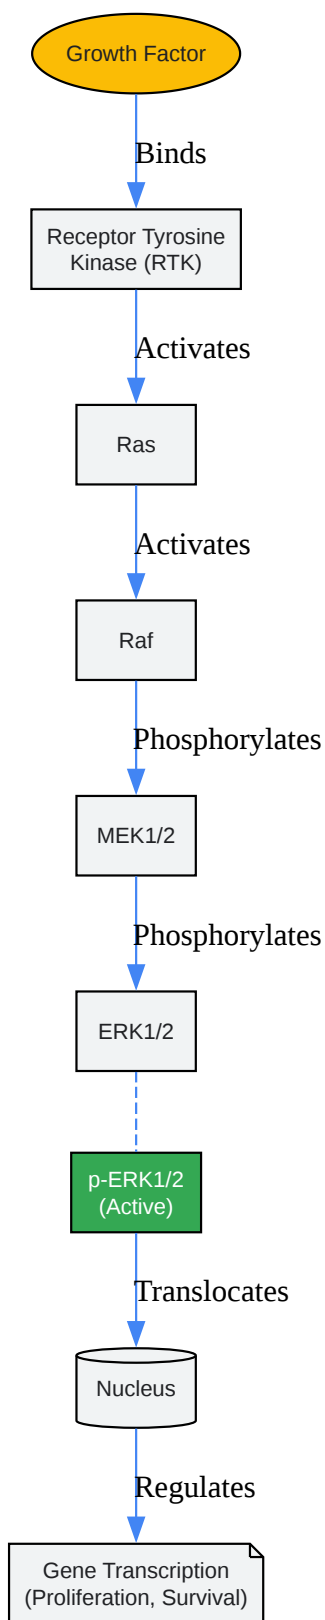 Growth Factor
Binds
Receptor Tyrosine
Kinase (RTK)
Activates
Ras
Activates
Raf
Phosphorylates
MEK1/2
Phosphorylates
ERK1/2
p-ERK1/2
(Active)
Translocates
Nucleus
Regulates
Gene Transcription
(Proliferation, Survival)